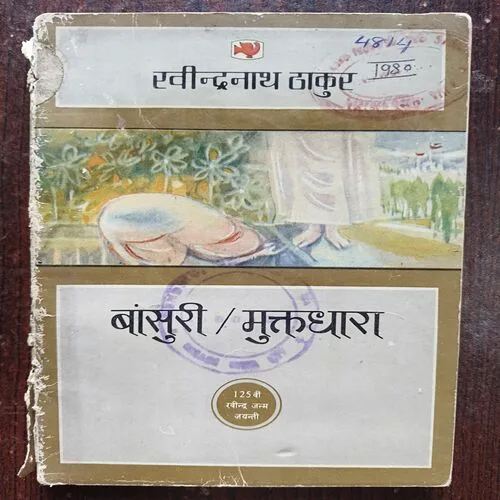 रवीन्द्रनाथ ठाकुर
4814
1980
बांसुरी / मुक्तधारा
125वीं
रवीन्द्र जन्म
जयन्ती